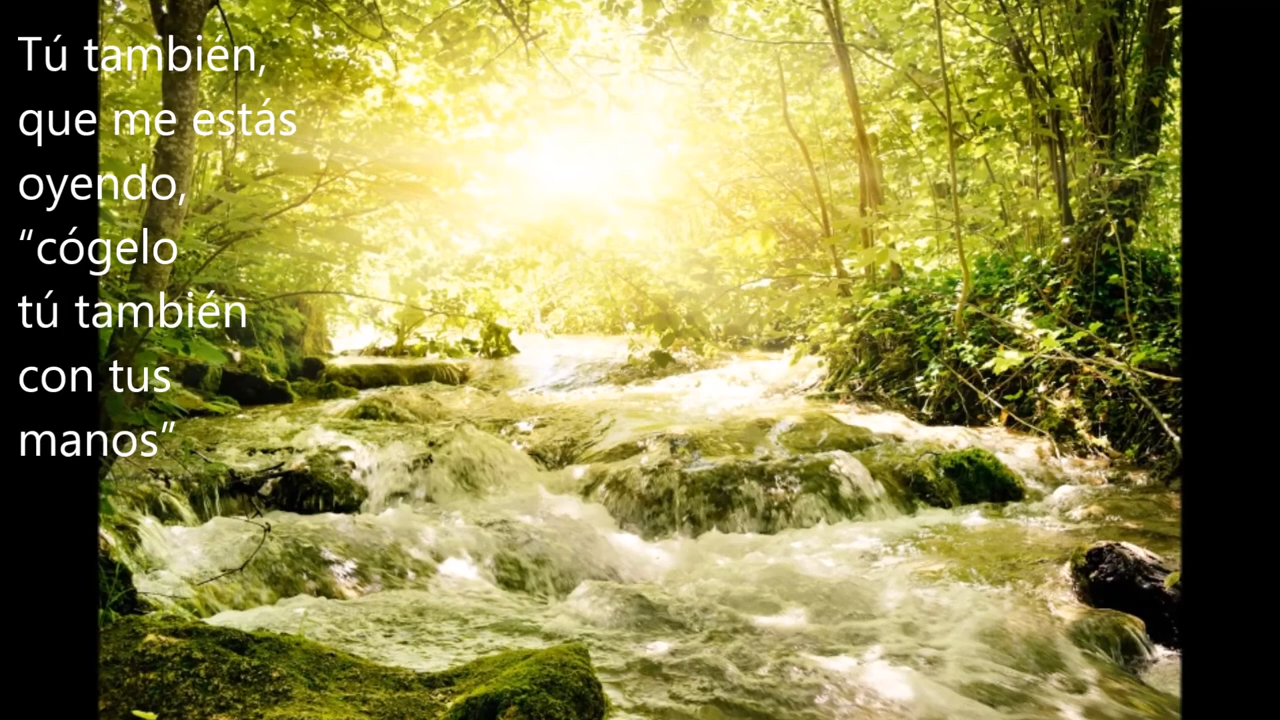 Tú también,
que me estás
oyendo,
“cógelo
tú también
con tus
manos”